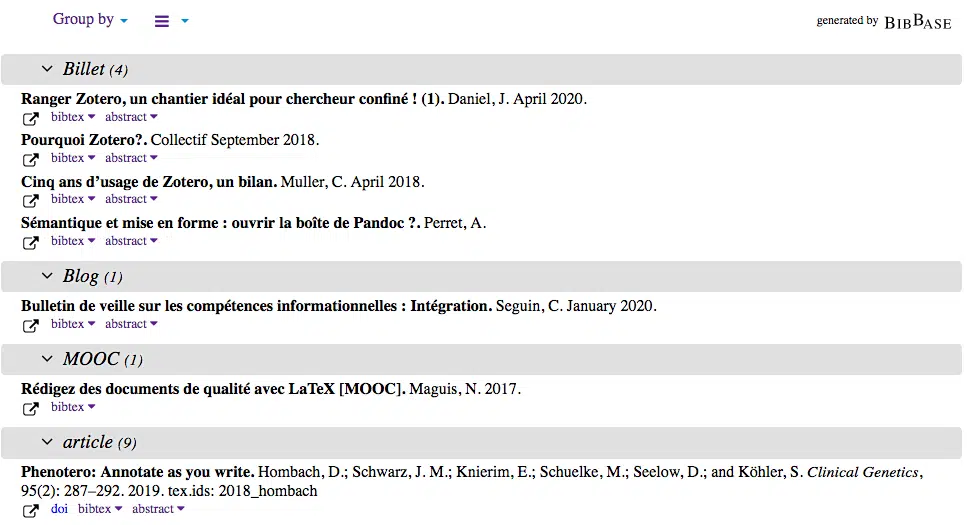 Group by
generated by BIBBASE
Billet (4)
Ranger Zotero, un chantier idéal pour chercheur confiné ! (1). Daniel, J. April 2020.
bibtex abstract
Pourquoi Zotero?. Collectif September 2018.
bibtex abstract
Cinq ans d’usage de Zotero, un bilan. Muller, C. April 2018.
bibtex abstract
Sémantique et mise en forme : ouvrir la boîte de Pandoc ?. Perret, A.
bibtex abstract
Blog (1)
Bulletin de veille sur les compétences informationnelles : Intégration. Seguin, C. January 2020.
bibtex abstract
MOOC (1)
Rédigez des documents de qualité avec LaTeX [MOOC]. Maguis, N. 2017.
bibtex
article (9)
Phenotero: Annotate as you write. Hombach, D.; Schwarz, J. M.; Knierim, E.; Schuelke, M.; Seelow, D.; and Köhler, S. Clinical Genetics,
95(2): 287–292. 2019. tex.ids: 2018_hombach
doi bibtex abstract